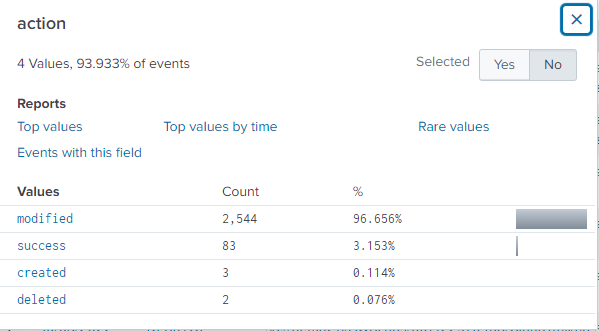 action
4 Values, 93.933% of events
Selected Yes No
Reports
Top values Top values by time Rare values
Events with this field
Values Count %
modified 2,544 96.656%
success 83 3.153%
created 3 0.114%
deleted 2 0.076%